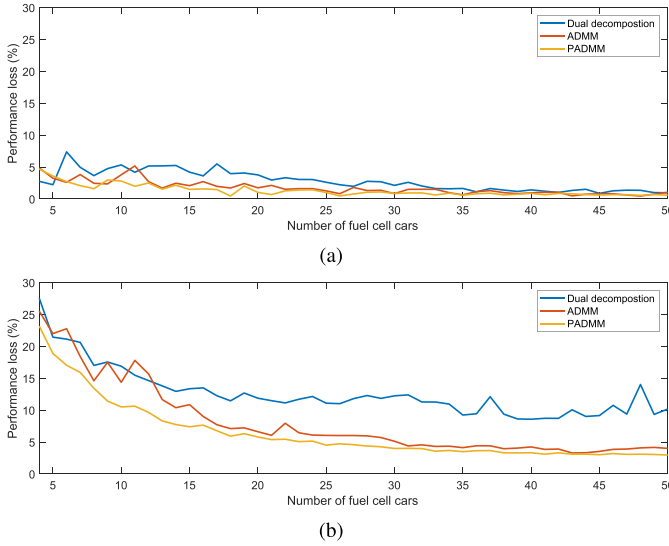 30
25
20
15
10
5
0
Performance loss (%)
Dual decompostion
ADMM
PADMM
5 10 15 20 25 30 35 40 45 50
Number of fuel cell cars
(a)
30
25
20
15
10
5
0
Performance loss (%)
Dual decompostion
ADMM
PADMM
5 10 15 20 25 30 35 40 45 50
Number of fuel cell cars
(b)